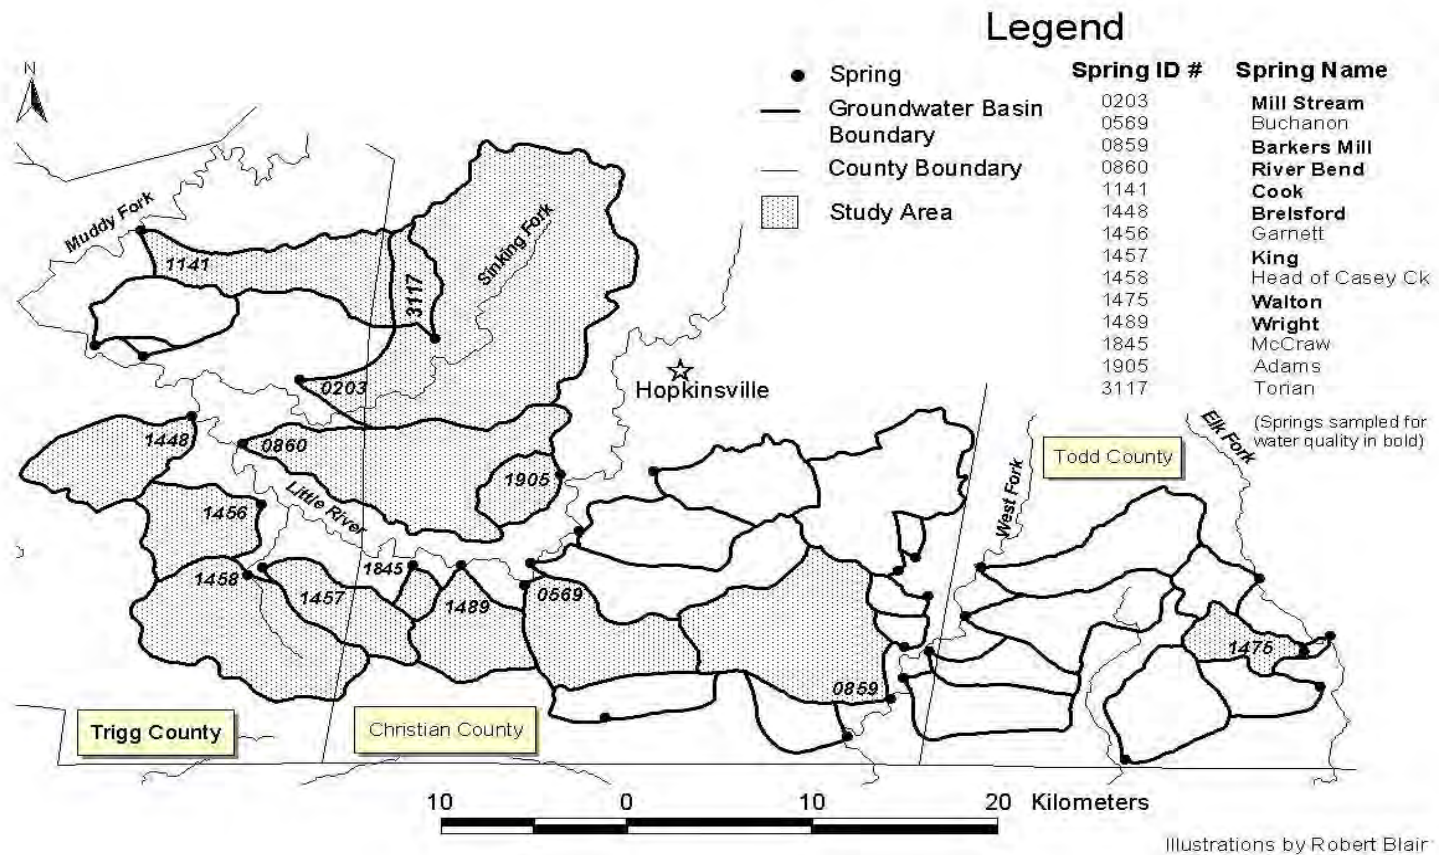 Legend
N
Spring
Groundwater Basin
Boundary
County Boundary
Study Area
Spring ID # Spring Name
0203 Mill Stream
0569 Buchanon
0859 Barkers Mill
0860 River Bend
1141 Cook
1448 Brelsford
1456 Garnett
1457 King
1458 Head of Casey Ck
1475 Walton
1489 Wright
1845 McCraw
1905 Adams
3117 Torian
(Springs sampled for
water quality in bold)
Muddy Fork
Sinking Fork
1141
3117
0203
Hopkinsville
1448
0860
1905
Little River
1456
1458
1457
1845
1489
0569
0859
West Fork
Todd County
Elk Fork
1475
Trigg County
Christian County
10 0 10 20 Kilometers
Illustrations by Robert Blair